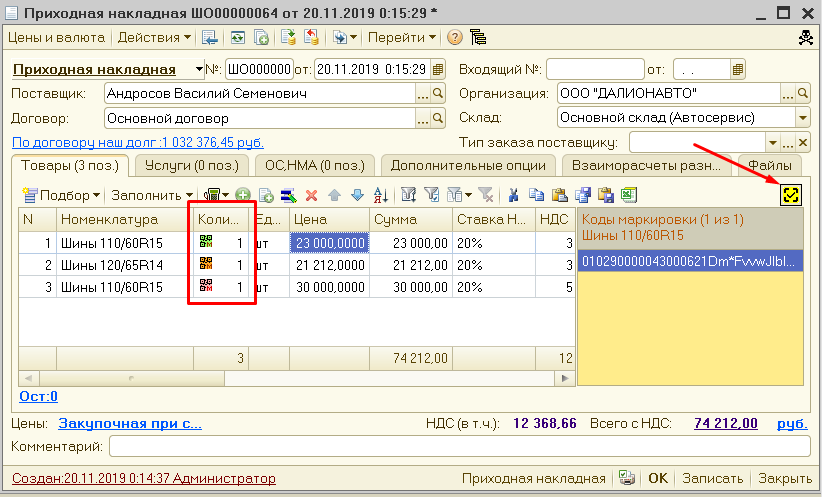 Приходная накладная ШО00000064 от 20.11.2019 0:15:29 *
Цены и валюта Действия Перейти
Приходная накладная №: ШО000000 от: 20.11.2019 0:15:29 Входящий №: от: . .
Поставщик: Андросов Василий Семенович ... Организация: ООО "ДАЛИОНАВТО" ...
Договор: Основной договор ... Склад: Основной склад (Автосервис)
По договору наш долг :1 032 376,45 руб. Тип заказа поставщику: ...
Товары (3 поз.) Услуги (0 поз.) ОС,НМА (0 поз.) Дополнительные опции Взаиморасчеты разн... Файлы
Подбор Заполнить
N Номенклатура Коли... Ед... Цена Сумма Ставка Н... НДС Коды маркировки (1 из 1)
Шины 110/60R15
1 Шины 110/60R15 1 шт 23 000,0000 23 000,00 20% 3
2 Шины 120/65R14 1 шт 21 212,0000 21 212,00 20% 3
3 Шины 110/60R15 1 шт 30 000,0000 30 000,00 20% 5
3 74 212,00 12
Ост:0
Цены: Закупочная при с... НДС (в т.ч.): 12 368,66 Всего с НДС: 74 212,00 руб.
Комментарий:
Создан:20.11.2019 0:14:37 Администратор Приходная накладная OK Записать Закрыть